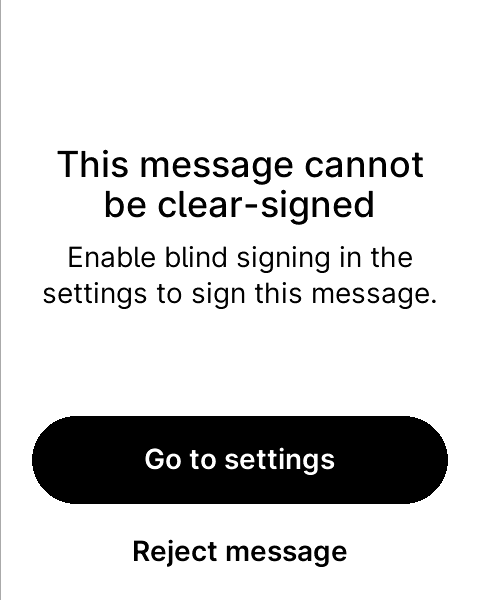 This message cannot
be clear-signed
Enable blind signing in the
settings to sign this message.
Go to settings
Reject message